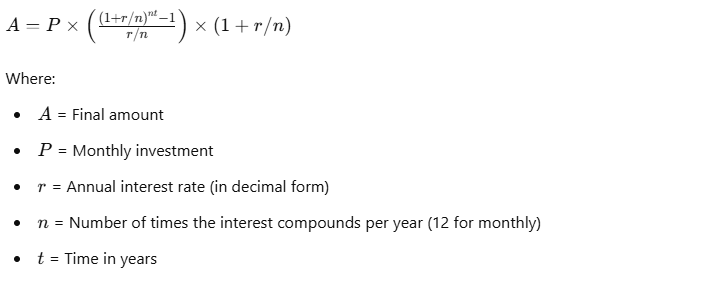 A = P × ( ((1+r/n)^{nt}−1) / (r/n) ) × (1 + r/n)
Where:
• A = Final amount
• P = Monthly investment
• r = Annual interest rate (in decimal form)
• n = Number of times the interest compounds per year (12 for monthly)
• t = Time in years